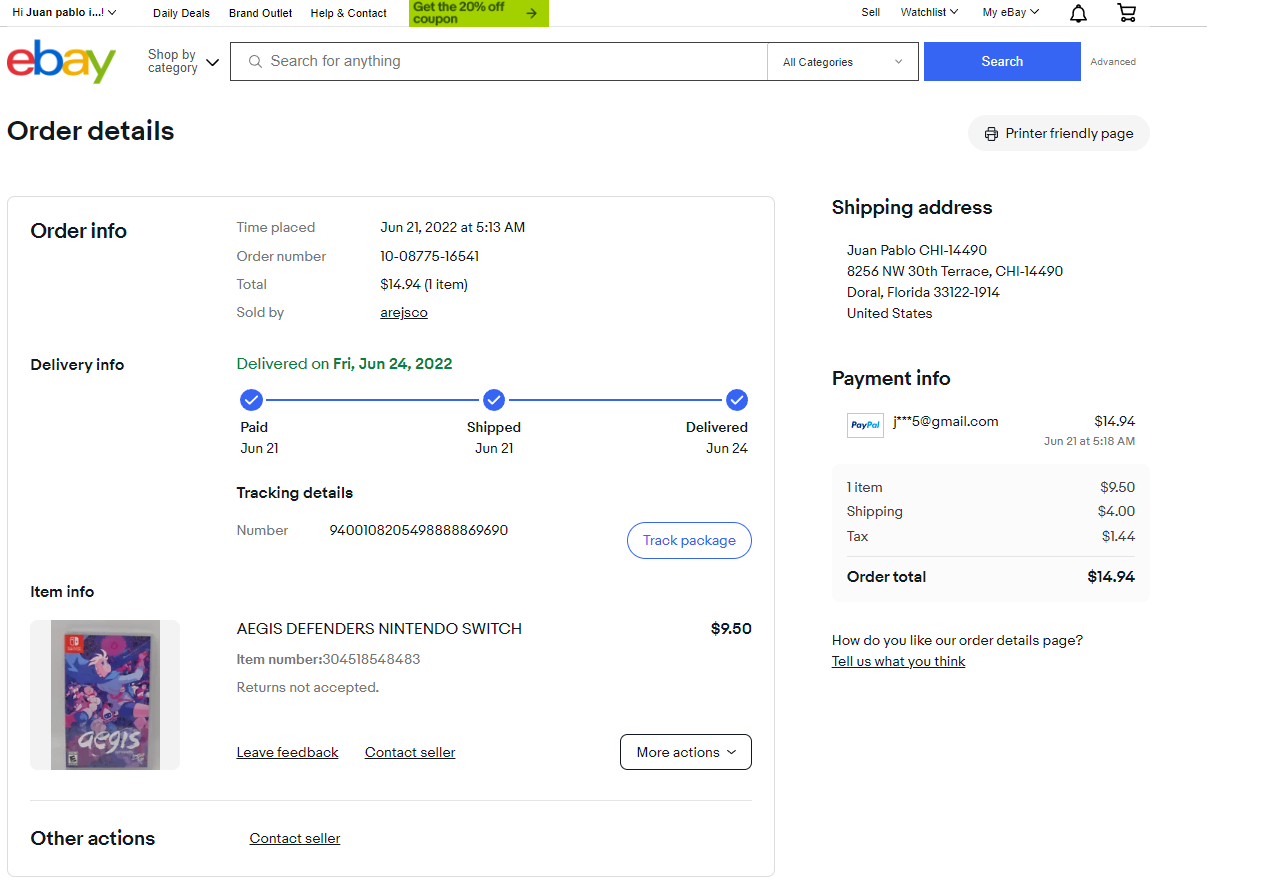 Hi Juan pablo i...!
Daily Deals
Brand Outlet
Help & Contact
Get the 20% off
coupon
Sell
Watchlist
My eBay
ebay
Shop by
category
Search for anything
All Categories
Search
Advanced
Order details
Printer friendly page
Order info
Time placed Jun 21, 2022 at 5:13 AM
Order number 10-08775-16541
Total $14.94 (1 item)
Sold by arejsco
Delivery info
Delivered on Fri, Jun 24, 2022
Paid Shipped Delivered
Jun 21 Jun 21 Jun 24
Tracking details
Number 9400108205498888869690
Track package
Item info
AEGIS DEFENDERS NINTENDO SWITCH $9.50
Item number:304518548483
Returns not accepted.
aegis
Leave feedback Contact seller
More actions
Other actions
Contact seller
Shipping address
Juan Pablo CHI-14490
8256 NW 30th Terrace, CHI-14490
Doral, Florida 33122-1914
United States
Payment info
PayPal j***5@gmail.com $14.94
Jun 21 at 5:18 AM
1 item $9.50
Shipping $4.00
Tax $1.44
Order total $14.94
How do you like our order details page?
Tell us what you think